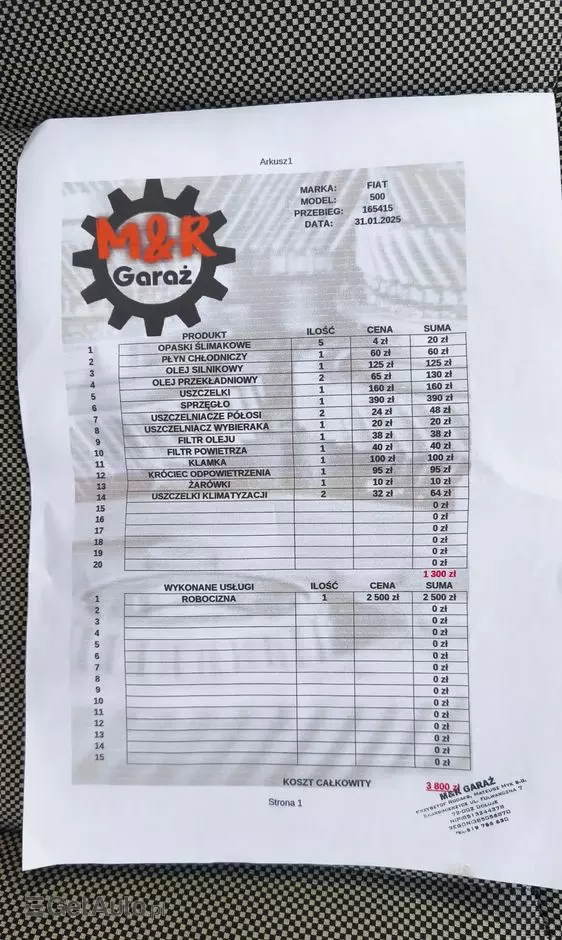 Arkusz1
M&R
Garaż
MARKA: FIAT
MODEL: 500
PRZEBIEG: 165415
DATA: 31.01.2025
PRODUKT ILOŚĆ CENA SUMA
1 OPASKI ŚLIMAKOWE 5 4 zł 20 zł
2 PŁYN CHŁODNICZY 1 60 zł 60 zł
3 OLEJ SILNIKOWY 1 125 zł 125 zł
4 OLEJ PRZEKŁADNIOWY 2 65 zł 130 zł
5 USZCZELKI 1 160 zł 160 zł
6 SPRZĘGŁO 1 390 zł 390 zł
7 USZCZELNIACZE PÓŁOSI 2 24 zł 48 zł
8 USZCZELNIACZ WYBIERAKA 1 20 zł 20 zł
9 FILTR OLEJU 1 38 zł 38 zł
10 FILTR POWIETRZA 1 40 zł 40 zł
11 KLAMKA 1 100 zł 100 zł
12 KRÓCIEC ODPOWIETRZENIA 1 95 zł 95 zł
13 ŻARÓWKI 1 10 zł 10 zł
14 USZCZELKI KLIMATYZACJI 2 32 zł 64 zł
15 0 zł
16 0 zł
17 0 zł
18 0 zł
19 0 zł
20 0 zł
1 300 zł
WYKONANE USŁUGI ILOŚĆ CENA SUMA
1 ROBOCIZNA 1 2 500 zł 2 500 zł
2 0 zł
3 0 zł
4 0 zł
5 0 zł
6 0 zł
7 0 zł
8 0 zł
9 0 zł
10 0 zł
11 0 zł
12 0 zł
13 0 zł
14 0 zł
15 0 zł
KOSZT CAŁKOWITY 3 800 zł
Strona 1
M&R GARAŻ
KRZYSZTOF MATEUSZ MYK S.C.
72-002 DOŁUJE
GetAuto.pl